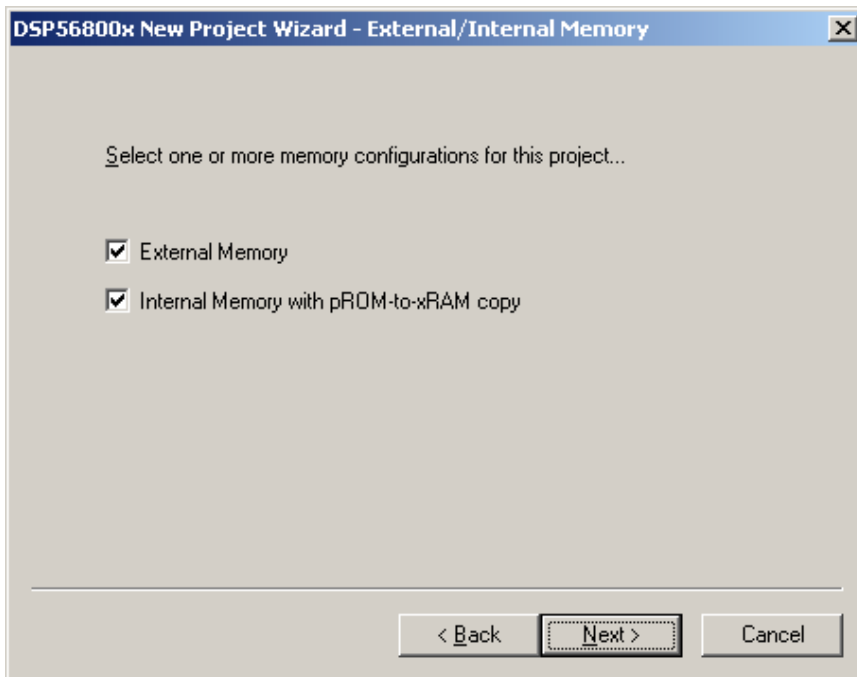 DSP56800x New Project Wizard - External/Internal Memory
Select one or more memory configurations for this project...
External Memory
Internal Memory with pROM-to-xRAM copy
< Back Next > Cancel